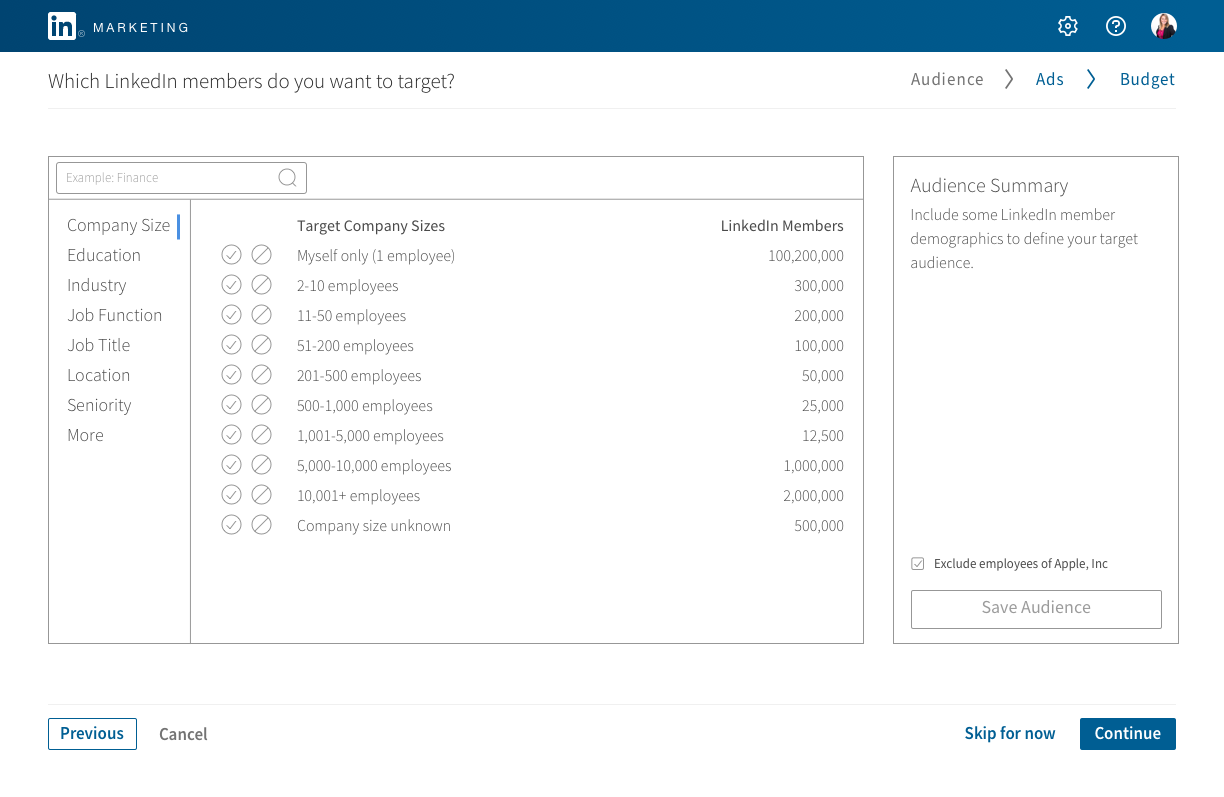 in® MARKETING
Which LinkedIn members do you want to target?
Audience
Ads
Budget
Example: Finance
Company Size
Education
Industry
Job Function
Job Title
Location
Seniority
More
Target Company Sizes LinkedIn Members
Myself only (1 employee) 100,200,000
2-10 employees 300,000
11-50 employees 200,000
51-200 employees 100,000
201-500 employees 50,000
500-1,000 employees 25,000
1,001-5,000 employees 12,500
5,000-10,000 employees 1,000,000
10,001+ employees 2,000,000
Company size unknown 500,000
Audience Summary
Include some LinkedIn member
demographics to define your target
audience.
Exclude employees of Apple, Inc
Save Audience
Previous
Cancel
Skip for now
Continue